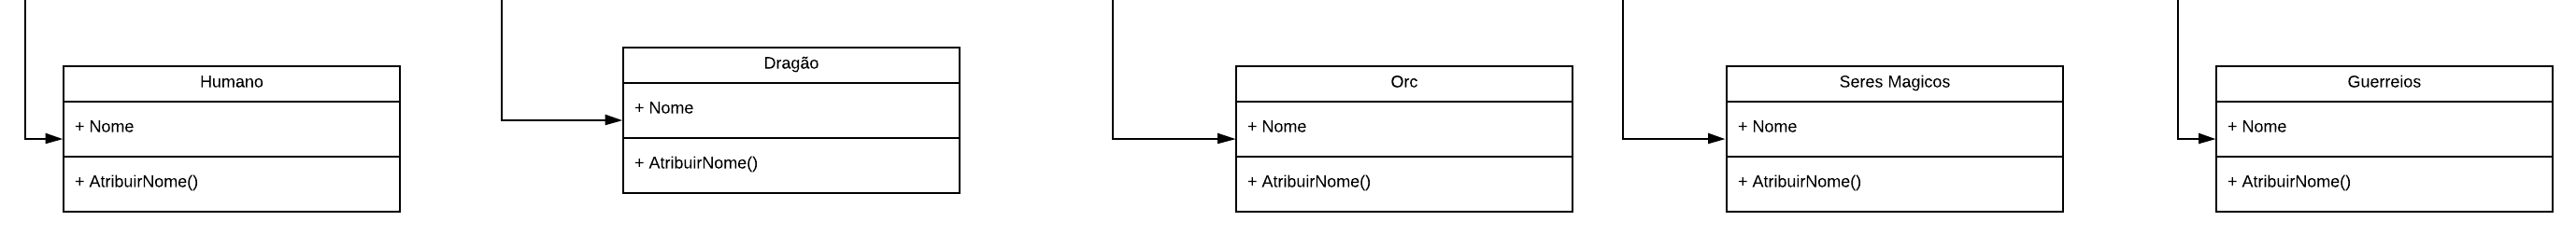 Humano
+ Nome
+ AtribuirNome()
Dragão
+ Nome
+ AtribuirNome()
Orc
+ Nome
+ AtribuirNome()
Seres Magicos
+ Nome
+ AtribuirNome()
Guerreios
+ Nome
+ AtribuirNome()